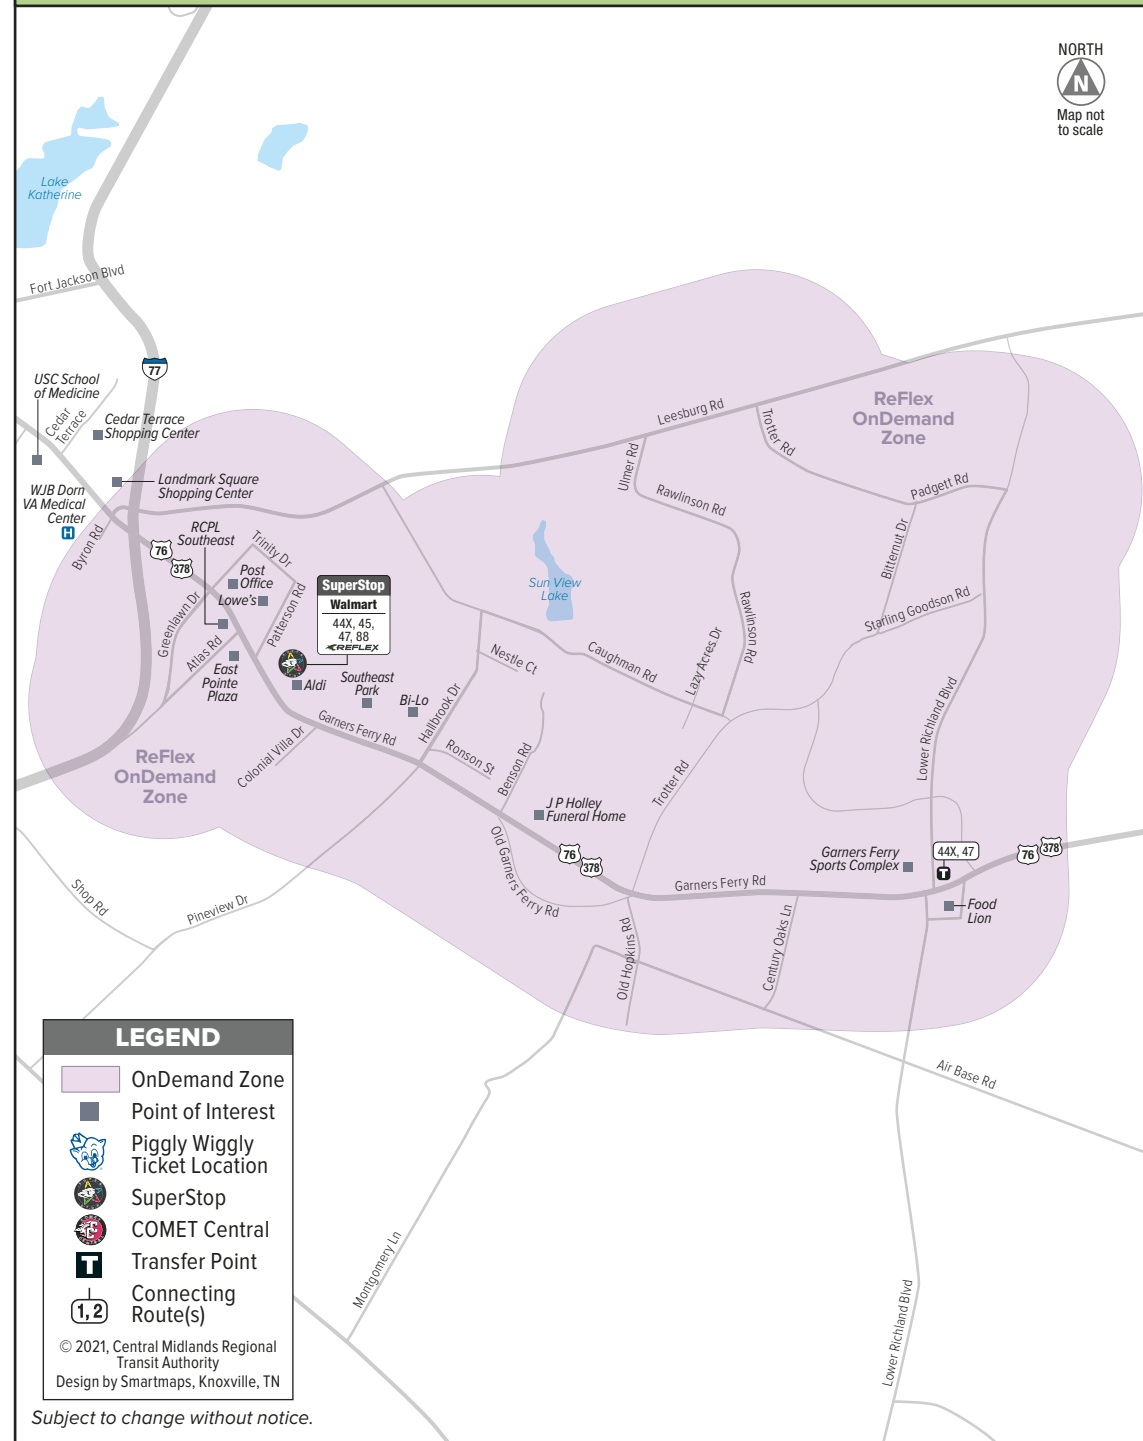 NORTH
N
Map not
to scale
Lake
Katherine
Fort Jackson Blvd
77
USC School
of Medicine
Cedar
Terrace
Cedar Terrace
Shopping Center
Landmark Square
Shopping Center
WJB Dorn
VA Medical
Center
H
Byron Rd
76
378
RCPL
Southeast
Trinity Dr
Post
Office
Lowe's
Greenlawn Dr
Patterson Rd
Atlas Rd
East
Pointe
Plaza
SuperStop
Walmart
44X, 45,
47, 88
REFLEX
Aldi
Southeast
Park
Bi-Lo
Garners Ferry Rd
Colonial Villa Dr
ReFlex
OnDemand
Zone
Hallbrook Dr
Nestle Ct
Ronson St
Benson Rd
J P Holley
Funeral Home
Old Garners Ferry Rd
76
378
Leesburg Rd
Ulmer Rd
Rawlinson Rd
Rawlinson Rd
Trotter Rd
ReFlex
OnDemand
Zone
Padgett Rd
Bitternut Dr
Starling Goodson Rd
Sun View
Lake
Caughman Rd
Lazy Acres Dr
Trotter Rd
Lower Richland Blvd
Garners Ferry
Sports Complex
44X, 47
T
76
378
Garners Ferry Rd
Food
Lion
Century Oaks Ln
Old Hopkins Rd
Shop Rd
Pineview Dr
Air Base Rd
Montgomery Ln
Lower Richland Blvd
LEGEND
OnDemand Zone
Point of Interest
Piggly Wiggly
Ticket Location
SuperStop
COMET Central
T
Transfer Point
1, 2
Connecting
Route(s)
© 2021, Central Midlands Regional
Transit Authority
Design by Smartmaps, Knoxville, TN
Subject to change without notice.